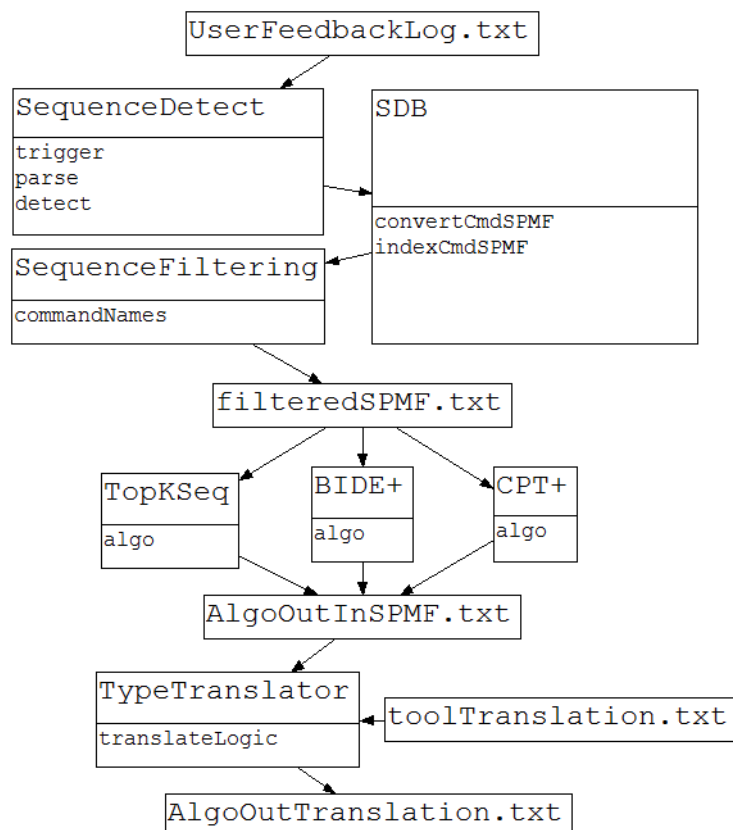 UserFeedbackLog.txt
SequenceDetect
trigger
parse
detect
SDB
convertCmdSPMF
indexCmdSPMF
SequenceFiltering
commandNames
filteredSPMF.txt
TopKSeq
algo
BIDE+
algo
CPT+
algo
AlgoOutInSPMF.txt
TypeTranslator
translateLogic
toolTranslation.txt
AlgoOutTranslation.txt